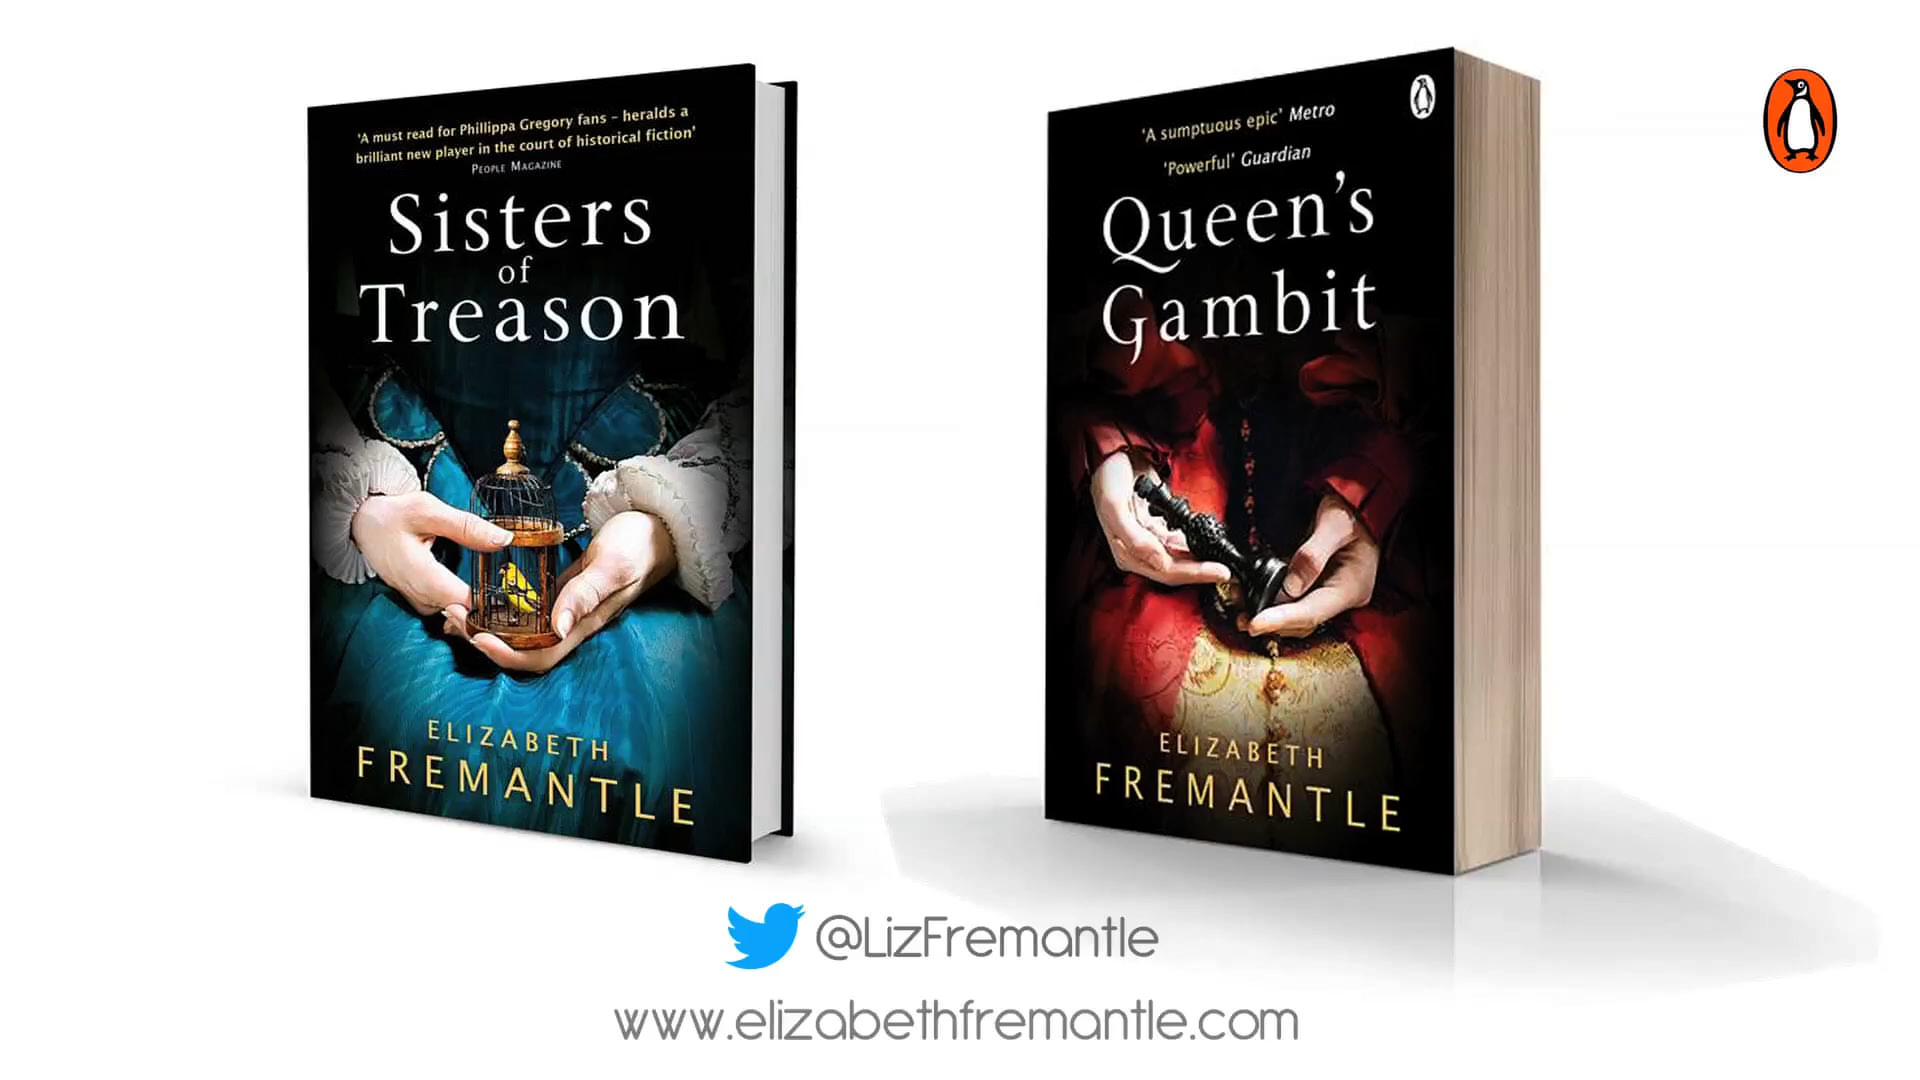 'A must read for Phillippa Gregory fans – heralds a
brilliant new player in the court of historical fiction'
People Magazine
Sisters
of
Treason
ELIZABETH
FREMANTLE
'A sumptuous epic' Metro
'Powerful' Guardian
Queen's
Gambit
ELIZABETH
FREMANTLE
@LizFremantle
www.elizabethfremantle.com